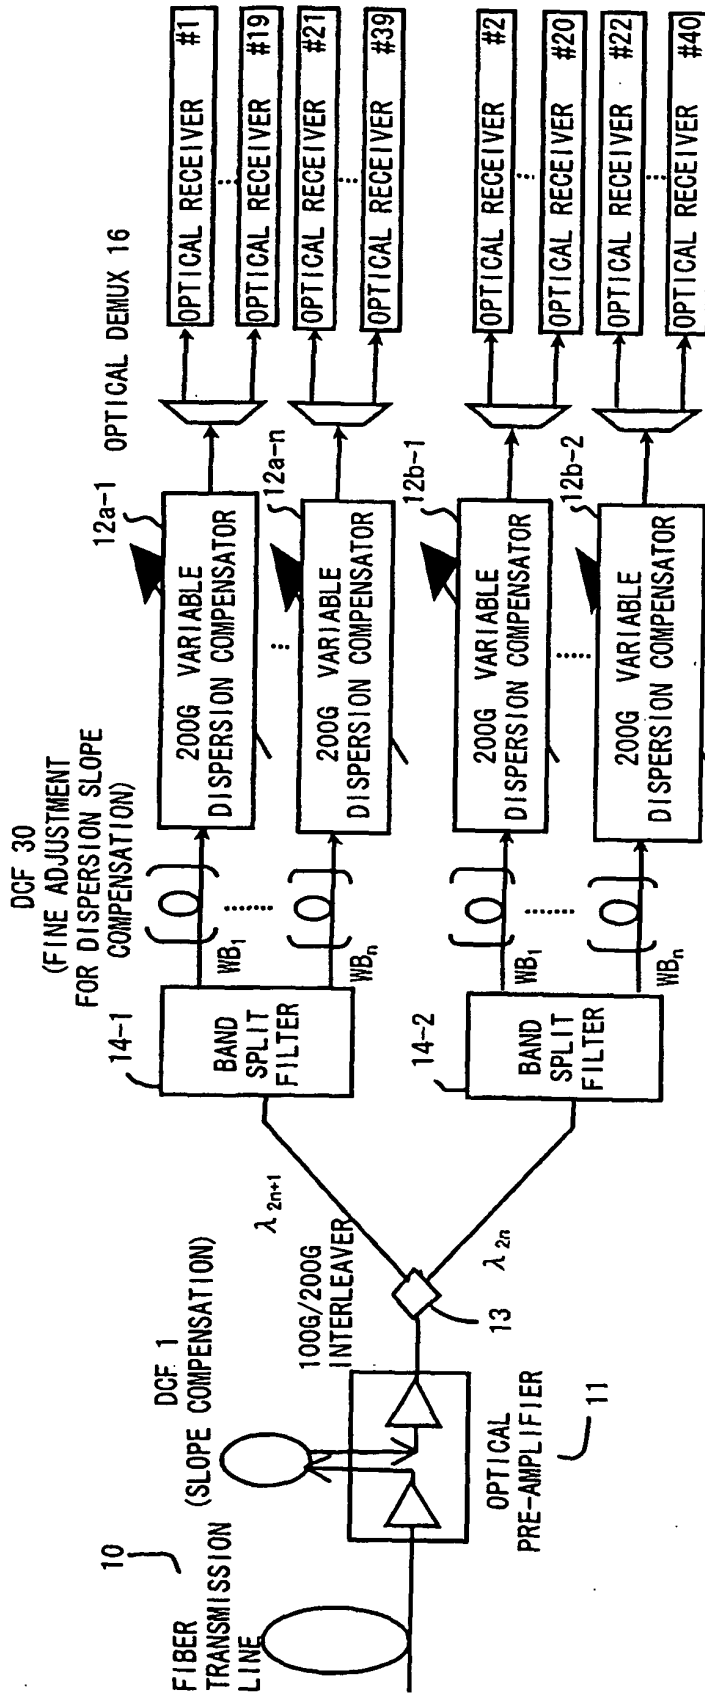 10
FIBER
TRANSMISSION
LINE
DCF 1
(SLOPE COMPENSATION)
OPTICAL
PRE-AMPLIFIER
11
100G/200G
INTERLEAVER
13
λ2n+1
λ2n
14-1
BAND
SPLIT
FILTER
14-2
BAND
SPLIT
FILTER
DCF 30
(FINE ADJUSTMENT
FOR DISPERSION SLOPE
COMPENSATION)
WB1
WBn
WB1
WBn
12a-1
200G VARIABLE
DISPERSION COMPENSATOR
12a-n
200G VARIABLE
DISPERSION COMPENSATOR
12b-1
200G VARIABLE
DISPERSION COMPENSATOR
12b-2
200G VARIABLE
DISPERSION COMPENSATOR
OPTICAL DEMUX 16
OPTICAL RECEIVER #1
OPTICAL RECEIVER #19
OPTICAL RECEIVER #21
OPTICAL RECEIVER #39
OPTICAL RECEIVER #2
OPTICAL RECEIVER #20
OPTICAL RECEIVER #22
OPTICAL RECEIVER #40